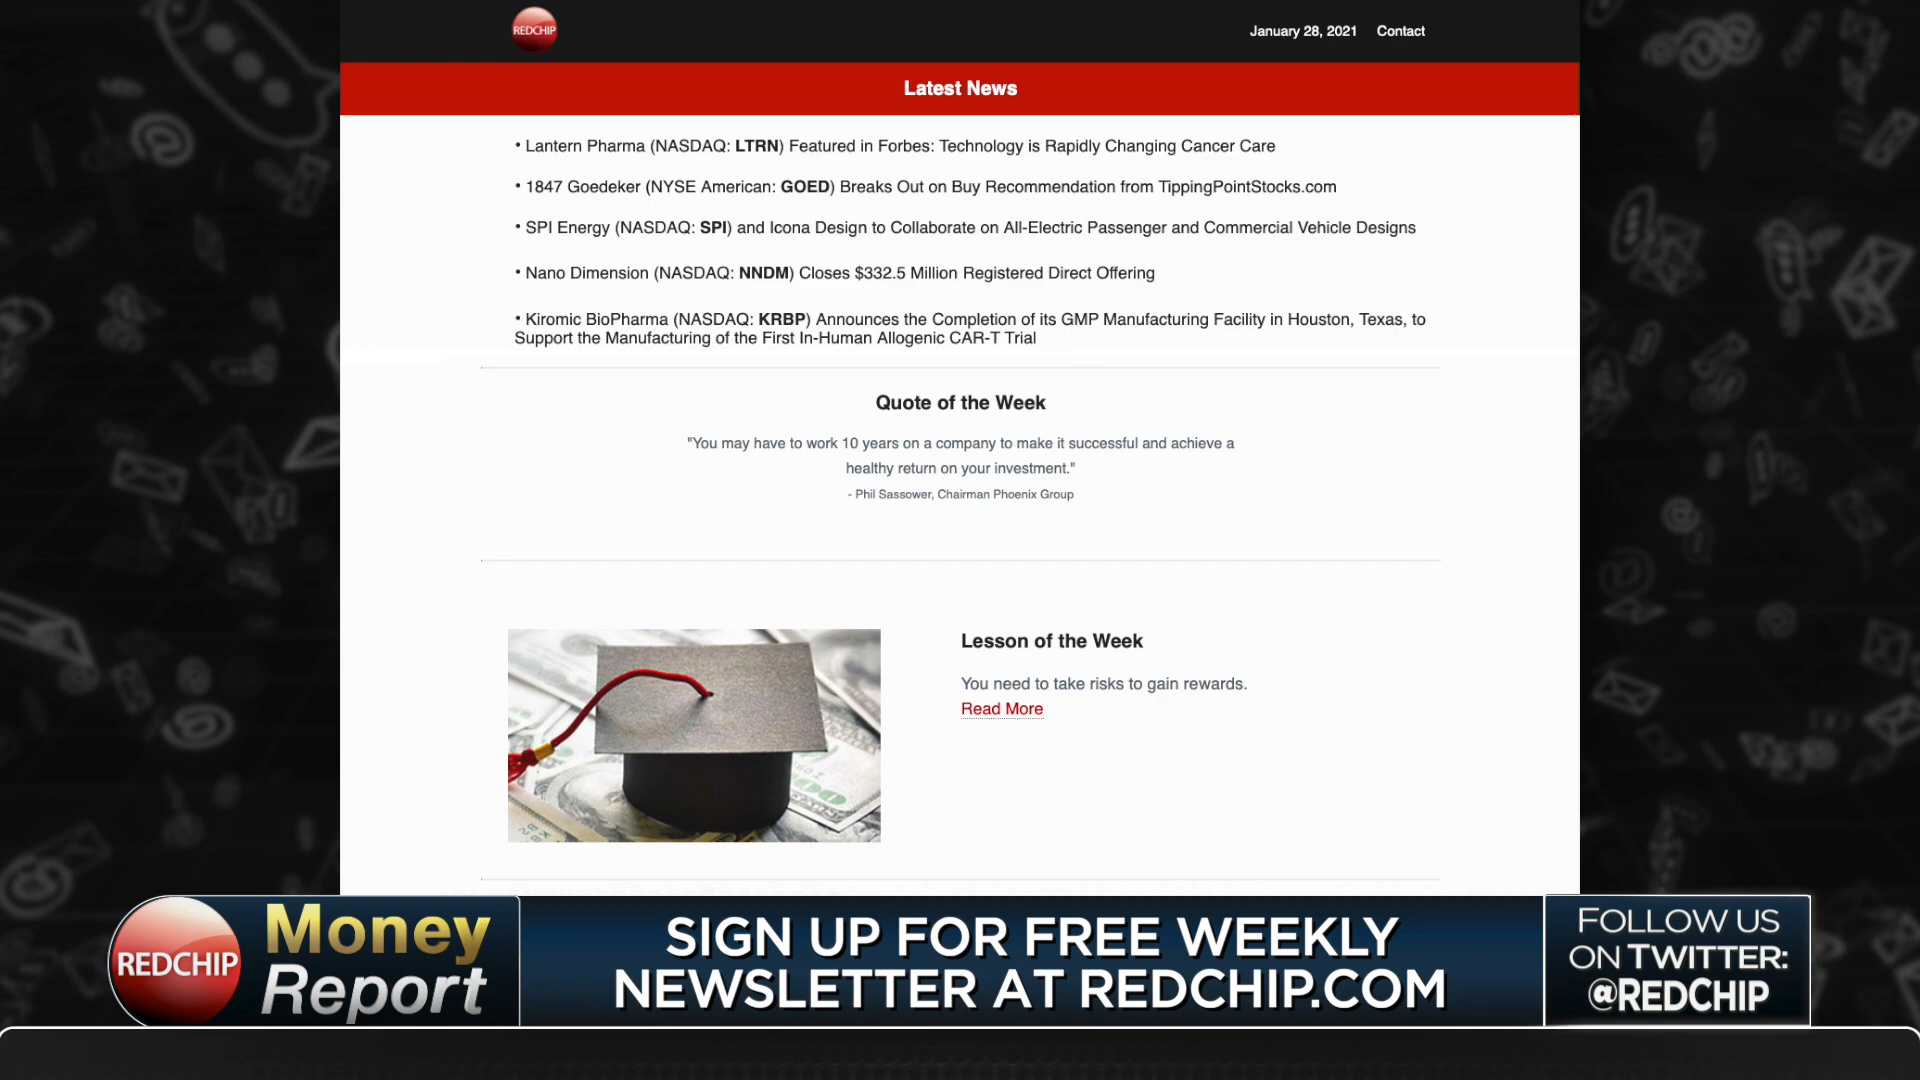 REDCHIP
January 28, 2021 Contact
Latest News
• Lantern Pharma (NASDAQ: LTRN) Featured in Forbes: Technology is Rapidly Changing Cancer Care
• 1847 Goedeker (NYSE American: GOED) Breaks Out on Buy Recommendation from TippingPointStocks.com
• SPI Energy (NASDAQ: SPI) and Icona Design to Collaborate on All-Electric Passenger and Commercial Vehicle Designs
• Nano Dimension (NASDAQ: NNDM) Closes $332.5 Million Registered Direct Offering
• Kiromic BioPharma (NASDAQ: KRBP) Announces the Completion of its GMP Manufacturing Facility in Houston, Texas, to
Support the Manufacturing of the First In-Human Allogenic CAR-T Trial
Quote of the Week
"You may have to work 10 years on a company to make it successful and achieve a
healthy return on your investment."
- Phil Sassower, Chairman Phoenix Group
Lesson of the Week
You need to take risks to gain rewards.
Read More
REDCHIP
Money
Report
SIGN UP FOR FREE WEEKLY
NEWSLETTER AT REDCHIP.COM
FOLLOW US
ON TWITTER:
@REDCHIP